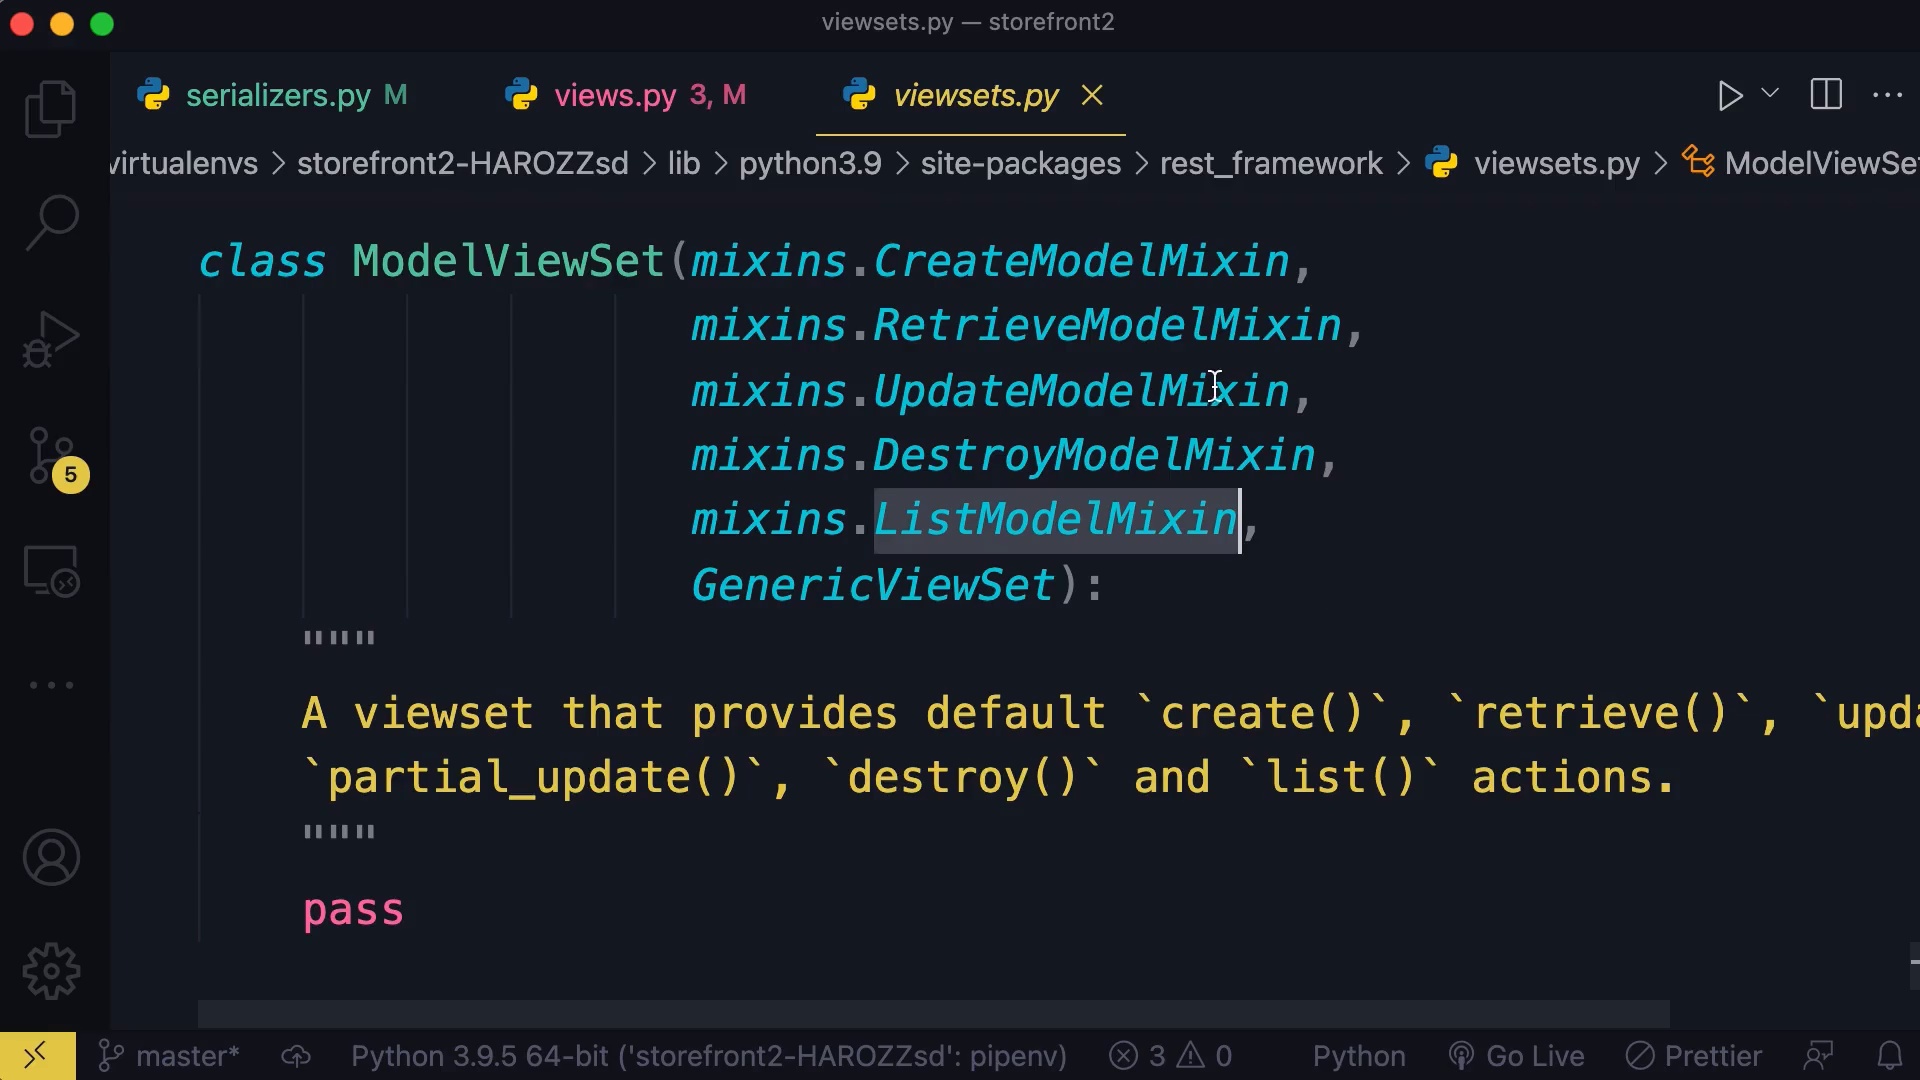 viewsets.py — storefront2
serializers.py M
views.py 3, M
viewsets.py
virtualenvs > storefront2-HAROZZsd > lib > python3.9 > site-packages > rest_framework > viewsets.py > ModelViewSe
class ModelViewSet(mixins.CreateModelMixin,
mixins.RetrieveModelMixin,
mixins.UpdateModelMixin,
mixins.DestroyModelMixin,
mixins.ListModelMixin,
GenericViewSet):
"""
A viewset that provides default `create()`, `retrieve()`, `upda
`partial_update()`, `destroy()` and `list()` actions.
"""
pass
5
master* Python 3.9.5 64-bit ('storefront2-HAROZZsd': pipenv) 3 0 Python Go Live Prettier